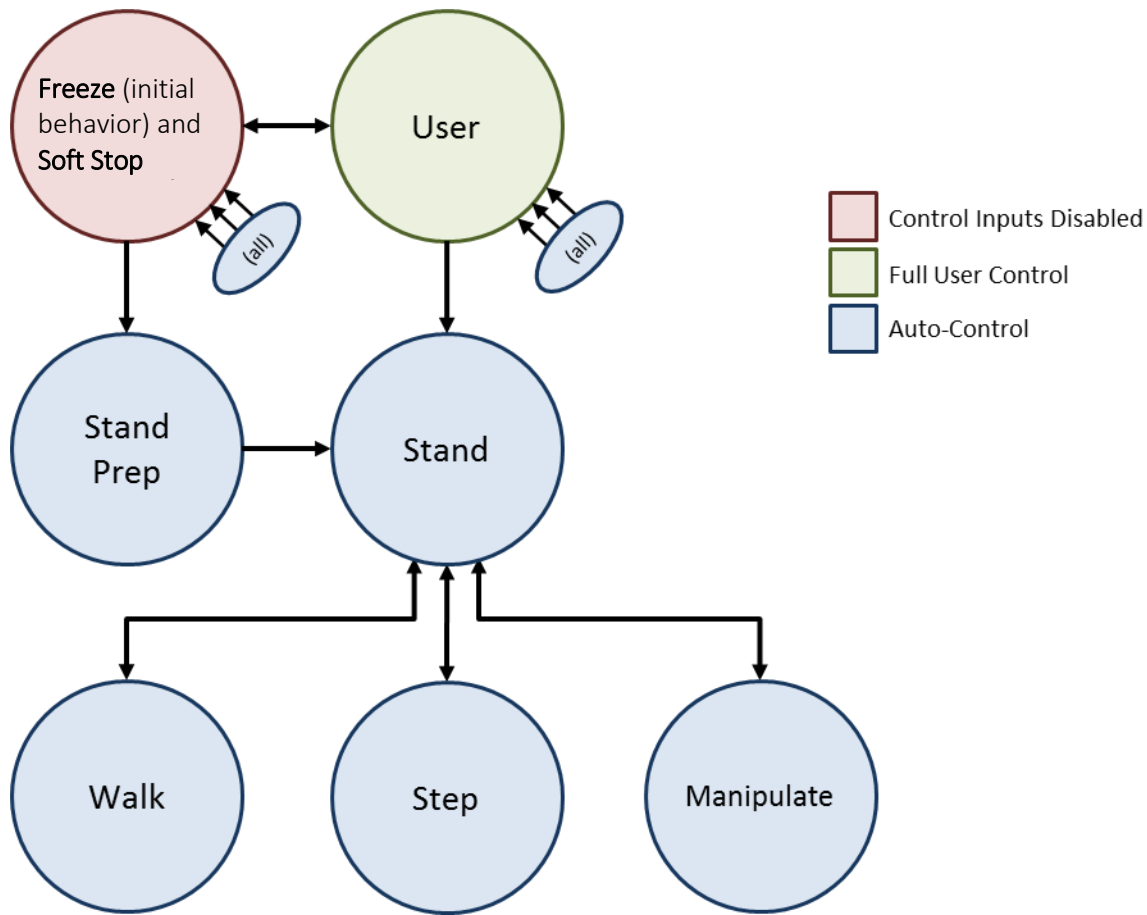 Freeze (initial
behavior) and
Soft Stop
User
(all)
(all)
Control Inputs Disabled
Full User Control
Auto-Control
Stand
Prep
Stand
Walk
Step
Manipulate